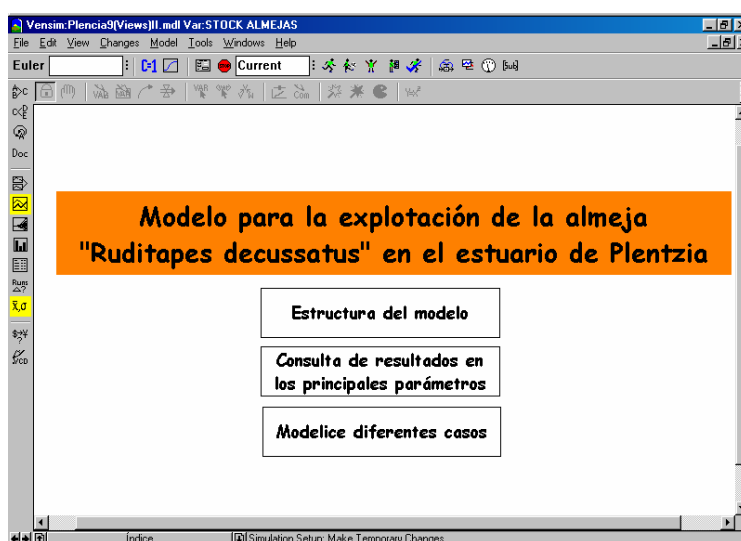 Vensim:Plencia9(Views)II.mdl Var:STOCK ALMEJAS
File Edit View Changes Model Tools Windows Help
Euler Current
Doc
Modelo para la explotación de la almeja
"Ruditapes decussatus" en el estuario de Plentzia
Estructura del modelo
Consulta de resultados en
los principales parámetros
Modelice diferentes casos
Runs
Índice Simulation Setup: Make Temporary Changes